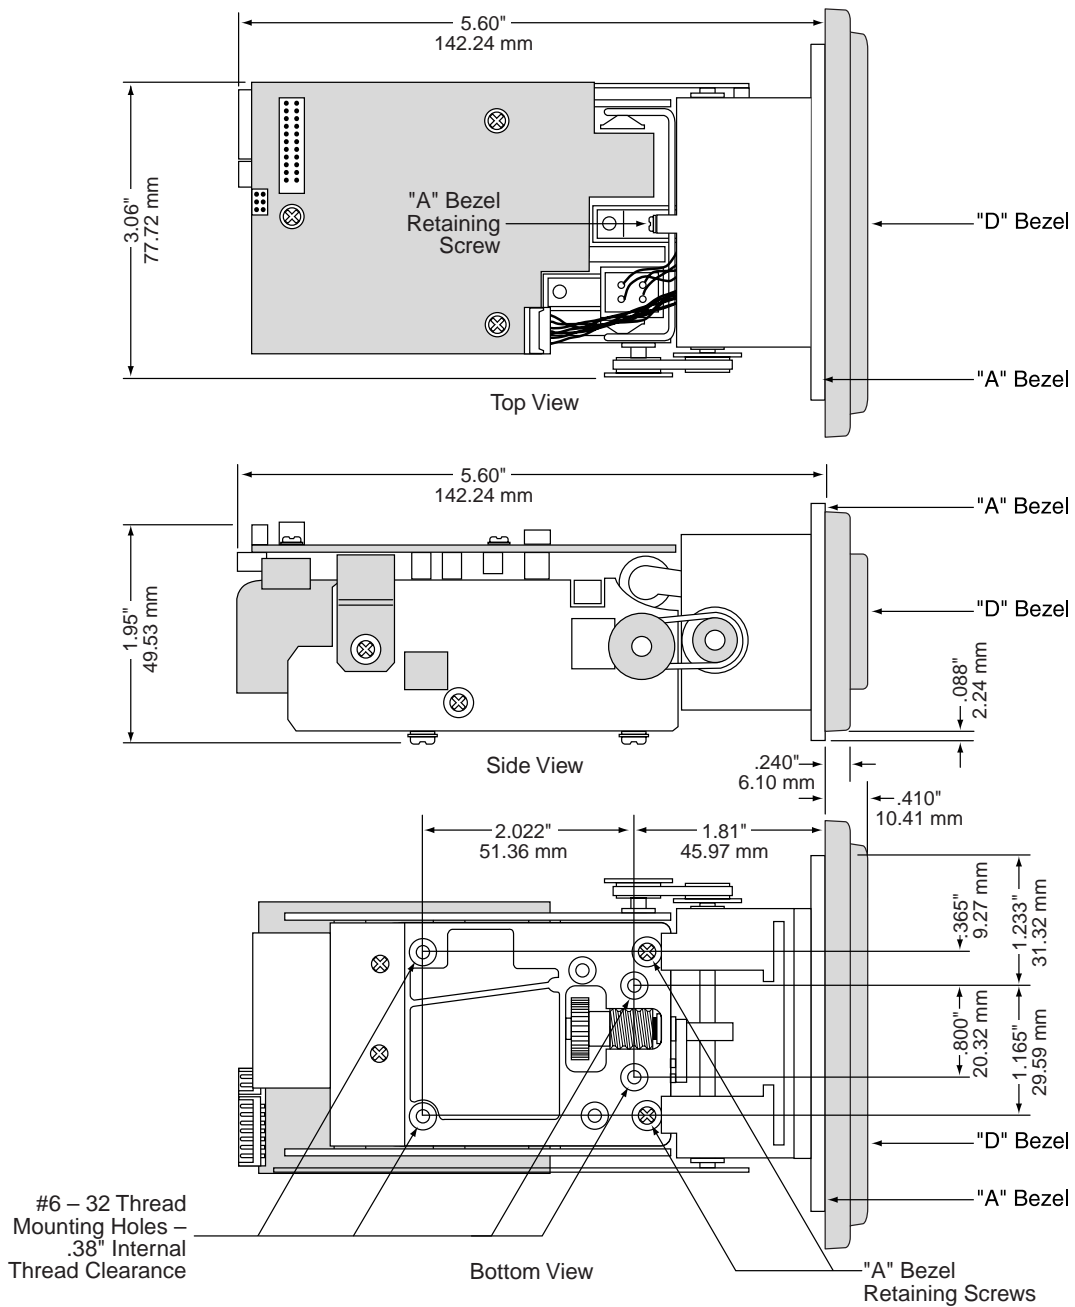 5.60"
142.24 mm
3.06"
77.72 mm
"A" Bezel
Retaining
Screw
"D" Bezel
"A" Bezel
Top View
5.60"
142.24 mm
"A" Bezel
1.95"
49.53 mm
"D" Bezel
.088"
2.24 mm
Side View
.240"
6.10 mm
.410"
10.41 mm
2.022"
51.36 mm
1.81"
45.97 mm
.365"
9.27 mm
1.233"
31.32 mm
.800"
20.32 mm
1.165"
29.59 mm
"D" Bezel
"A" Bezel
#6 – 32 Thread
Mounting Holes –
.38" Internal
Thread Clearance
Bottom View
"A" Bezel
Retaining Screws